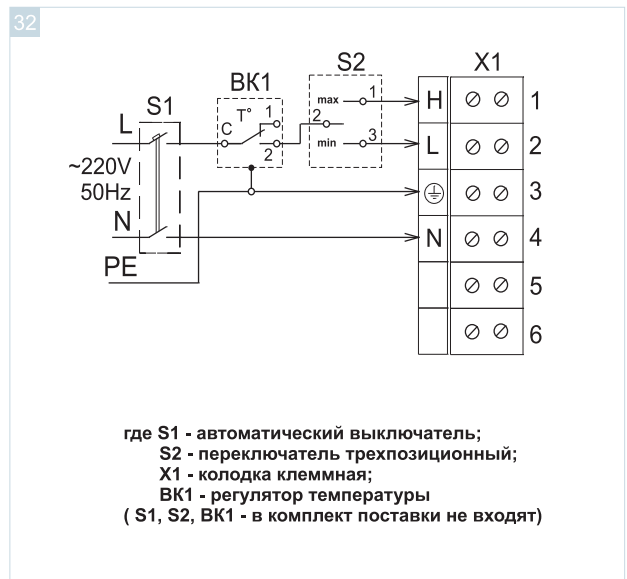 32
S2
X1
ВК1
S1
max
1
H
1
T°
1
2
L
C
2
min
3
L
2
~220V
50Hz
3
N
N
4
PE
5
6
где S1 - автоматический выключатель;
S2 - переключатель трехпозиционный;
X1 - колодка клеммная;
ВК1 - регулятор температуры
( S1, S2, ВК1 - в комплект поставки не входят)